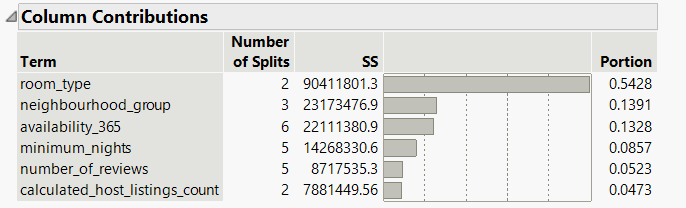 Column Contributions
Term Number of Splits SS Portion
room_type 2 90411801.3 0.5428
neighbourhood_group 3 23173476.9 0.1391
availability_365 6 22111380.9 0.1328
minimum_nights 5 14268330.6 0.0857
number_of_reviews 5 8717535.3 0.0523
calculated_host_listings_count 2 7881449.56 0.0473